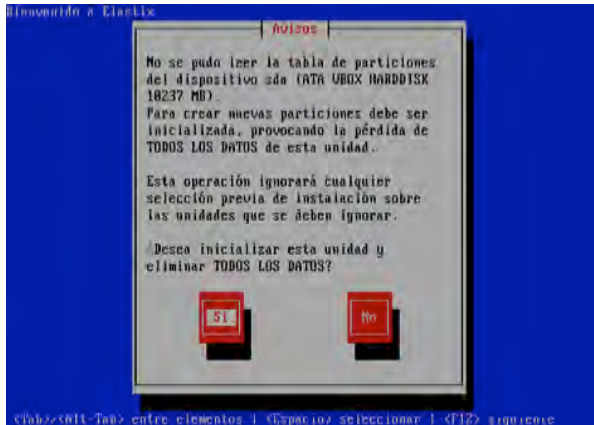 Bienvenido a Elastix
Avisos
No se pudo leer la tabla de particiones
del dispositivo sda (ATA VBOX HARDDISK
10237 MB).
Para crear nuevas particiones debe ser
inicializada, provocando la pérdida de
TODOS LOS DATOS de esta unidad.
Esta operación ignorará cualquier
selección previa de instalación sobre
las unidades que se deben ignorar.
¿Desea inicializar esta unidad y
eliminar TODOS LOS DATOS?
Sí
No
<Tab>/<Alt-Tab> entre elementos | <Espacio> seleccionar | <F12> siguiente